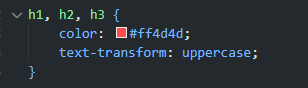 h1, h2, h3 {
color: #ff4d4d;
text-transform: uppercase;
}